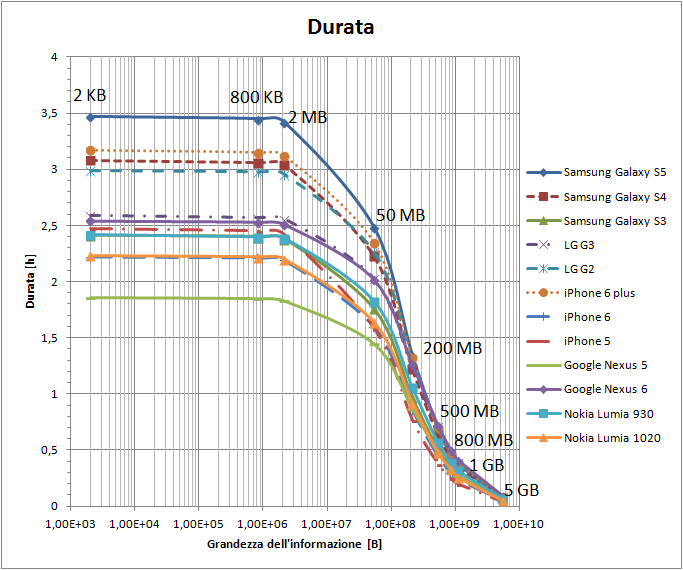 Durata
4
3,5
3
2,5
2
1,5
1
0,5
0
Durata [h]
2 KB
800 KB
2 MB
50 MB
200 MB
500 MB
800 MB
1 GB
5 GB
1,00E+03 1,00E+04 1,00E+05 1,00E+06 1,00E+07 1,00E+08 1,00E+09 1,00E+10
Grandezza dell'informazione [B]
Samsung Galaxy S5
Samsung Galaxy S4
Samsung Galaxy S3
LG G3
LG G2
iPhone 6 plus
iPhone 6
iPhone 5
Google Nexus 5
Google Nexus 6
Nokia Lumia 930
Nokia Lumia 1020